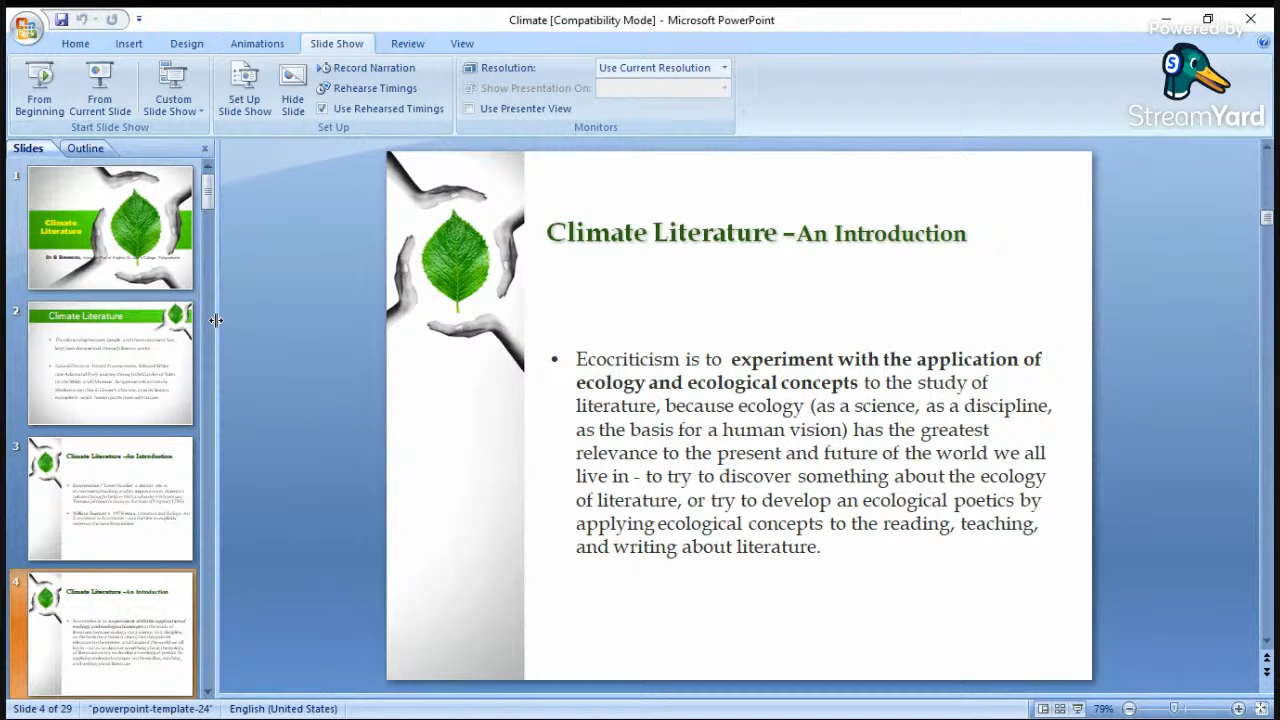 Climate [Compatibility Mode] - Microsoft PowerPoint
Powered by
StreamYard
Home Insert Design Animations Slide Show Review View
From Beginning
From Current Slide
Custom Slide Show
Start Slide Show
Set Up Slide Show
Hide Slide
Record Narration
Rehearse Timings
Use Rehearsed Timings
Set Up
Resolution: Use Current Resolution
Show Presentation On:
Use Presenter View
Monitors
Slides Outline
1
Climate
Literature
2
Climate Literature
3
Climate Literature –An Introduction
4
Climate Literature –An Introduction
Climate Literature –An Introduction
• Ecocriticism is to experiment with the application of
ecology and ecological concepts to the study of
literature, because ecology (as a science, as a discipline,
as the basis for a human vision) has the greatest
relevance to the present and future of the world we all
live in - to try to discover something about the ecology
of literature, or try to develop an ecological poetics by
applying ecological concepts to the reading, teaching,
and writing about literature.
Slide 4 of 29 "powerpoint-template-24" English (United States) 79%